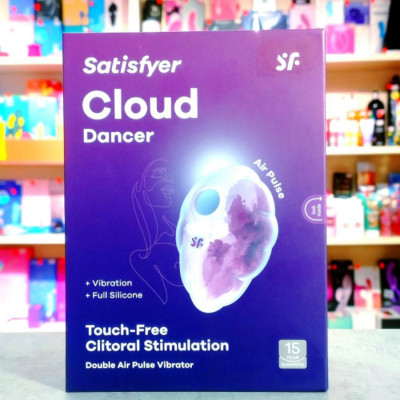 Satisfyer
SF
Cloud
Dancer
Air Pulse
SF
+ Vibration
+ Full Silicone
Touch-Free
Clitoral Stimulation
Double Air Pulse Vibrator
15
YEAR